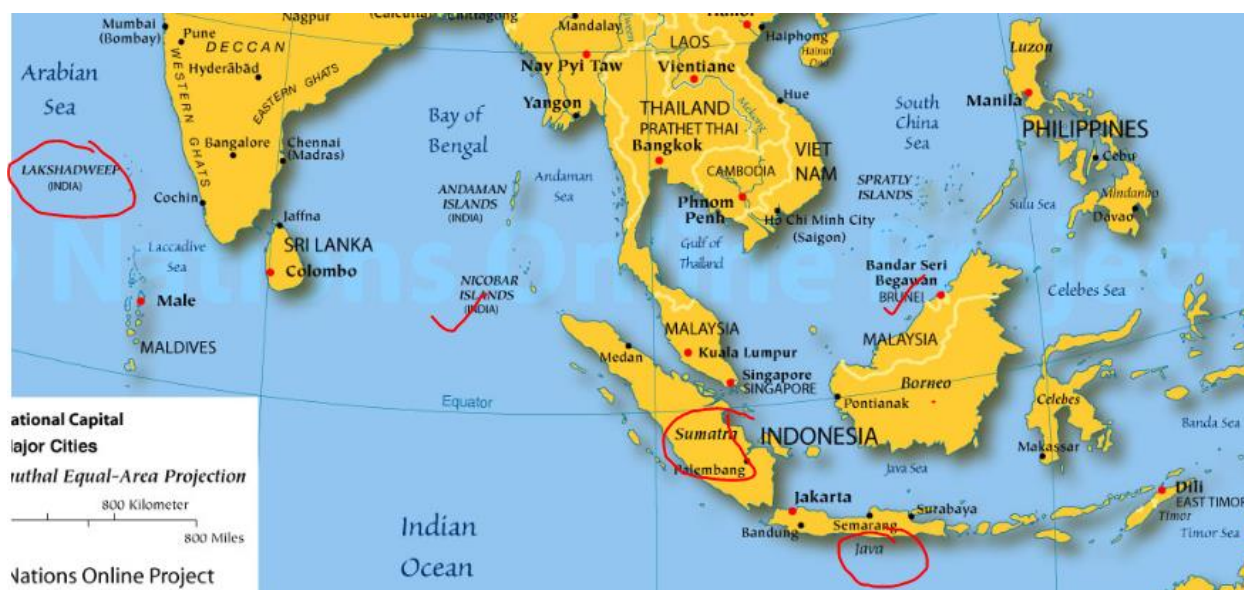 Mumbai
(Bombay)
Pune
Nagpur
DECCAN
Hyderābād
WESTERN GHATS
EASTERN GHATS
Arabian
Sea
LAKSHADWEEP
(INDIA)
Bangalore
Chennai
(Madras)
Cochin
Jaffna
SRI LANKA
Colombo
Laccadive
Sea
Male
MALDIVES
Bay of
Bengal
ANDAMAN
ISLANDS
(INDIA)
Andaman
Sea
NICOBAR
ISLANDS
(INDIA)
Mandalay
Nay Pyi Taw
Yangon
LAOS
Vientiane
THAILAND
PRATHET THAI
Bangkok
Mekong
CAMBODIA
Phnom
Penh
Gulf of
Thailand
Haiphong
Hue
VIET
NAM
Ho Chi Minh City
(Saigon)
South
China
Sea
SPRATLY
ISLANDS
Luzon
Manila
PHILIPPINES
Cebu
Mindanao
Davao
Sulu Sea
Celebes Sea
Bandar Seri
Begawan
BRUNEI
MALAYSIA
Kuala Lumpur
Singapore
SINGAPORE
MALAYSIA
Borneo
Pontianak
Medan
Equator
Sumatra
Palembang
INDONESIA
Celebes
Makassar
Banda Sea
Java Sea
Jakarta
Bandung
Semarang
Surabaya
Java
Dili
EAST TIMOR
Timor
Timor Sea
Indian
Ocean
Nations Online Project
ational Capital
ajor Cities
uthal Equal-Area Projection
800 Kilometer
800 Miles
Nations Online Project